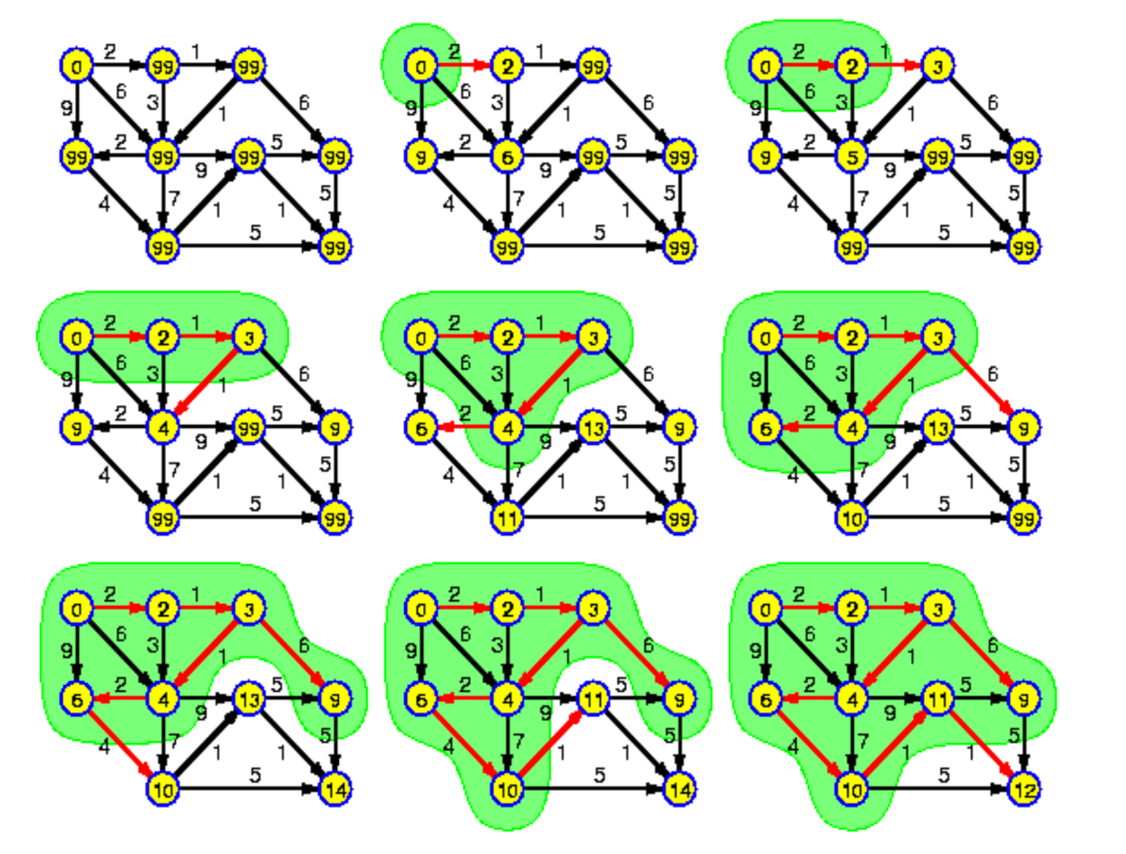 2 1 2 1 2 1
0 99 99 0 2 99 0 2 3
9 6 3 1 6 9 6 3 1 6 9 6 3 1 6
2 5 2 5 2 5
99 99 99 99 9 6 99 99 9 5 99 99
9 9 9
4 7 1 1 5 4 7 1 1 5 4 7 1 1 5
5 5 5
99 99 99 99 99 99
2 1 2 1 2 1
0 2 3 0 2 3 0 2 3
9 6 3 1 6 9 6 3 1 6 9 6 3 1 6
2 5 2 5 2 5
9 4 99 9 6 4 13 9 6 4 13 9
9 9 9
4 7 1 1 5 4 7 1 1 5 4 7 1 1 5
5 5 5
99 99 11 99 10 99
2 1 2 1 2 1
0 2 3 0 2 3 0 2 3
9 6 3 1 6 9 6 3 1 6 9 6 3 1 6
2 5 2 5 2 5
6 4 13 9 6 4 11 9 6 4 11 9
9 9 9
4 7 1 1 5 4 7 1 1 5 4 7 1 1 5
5 5 5
10 14 10 14 10 12